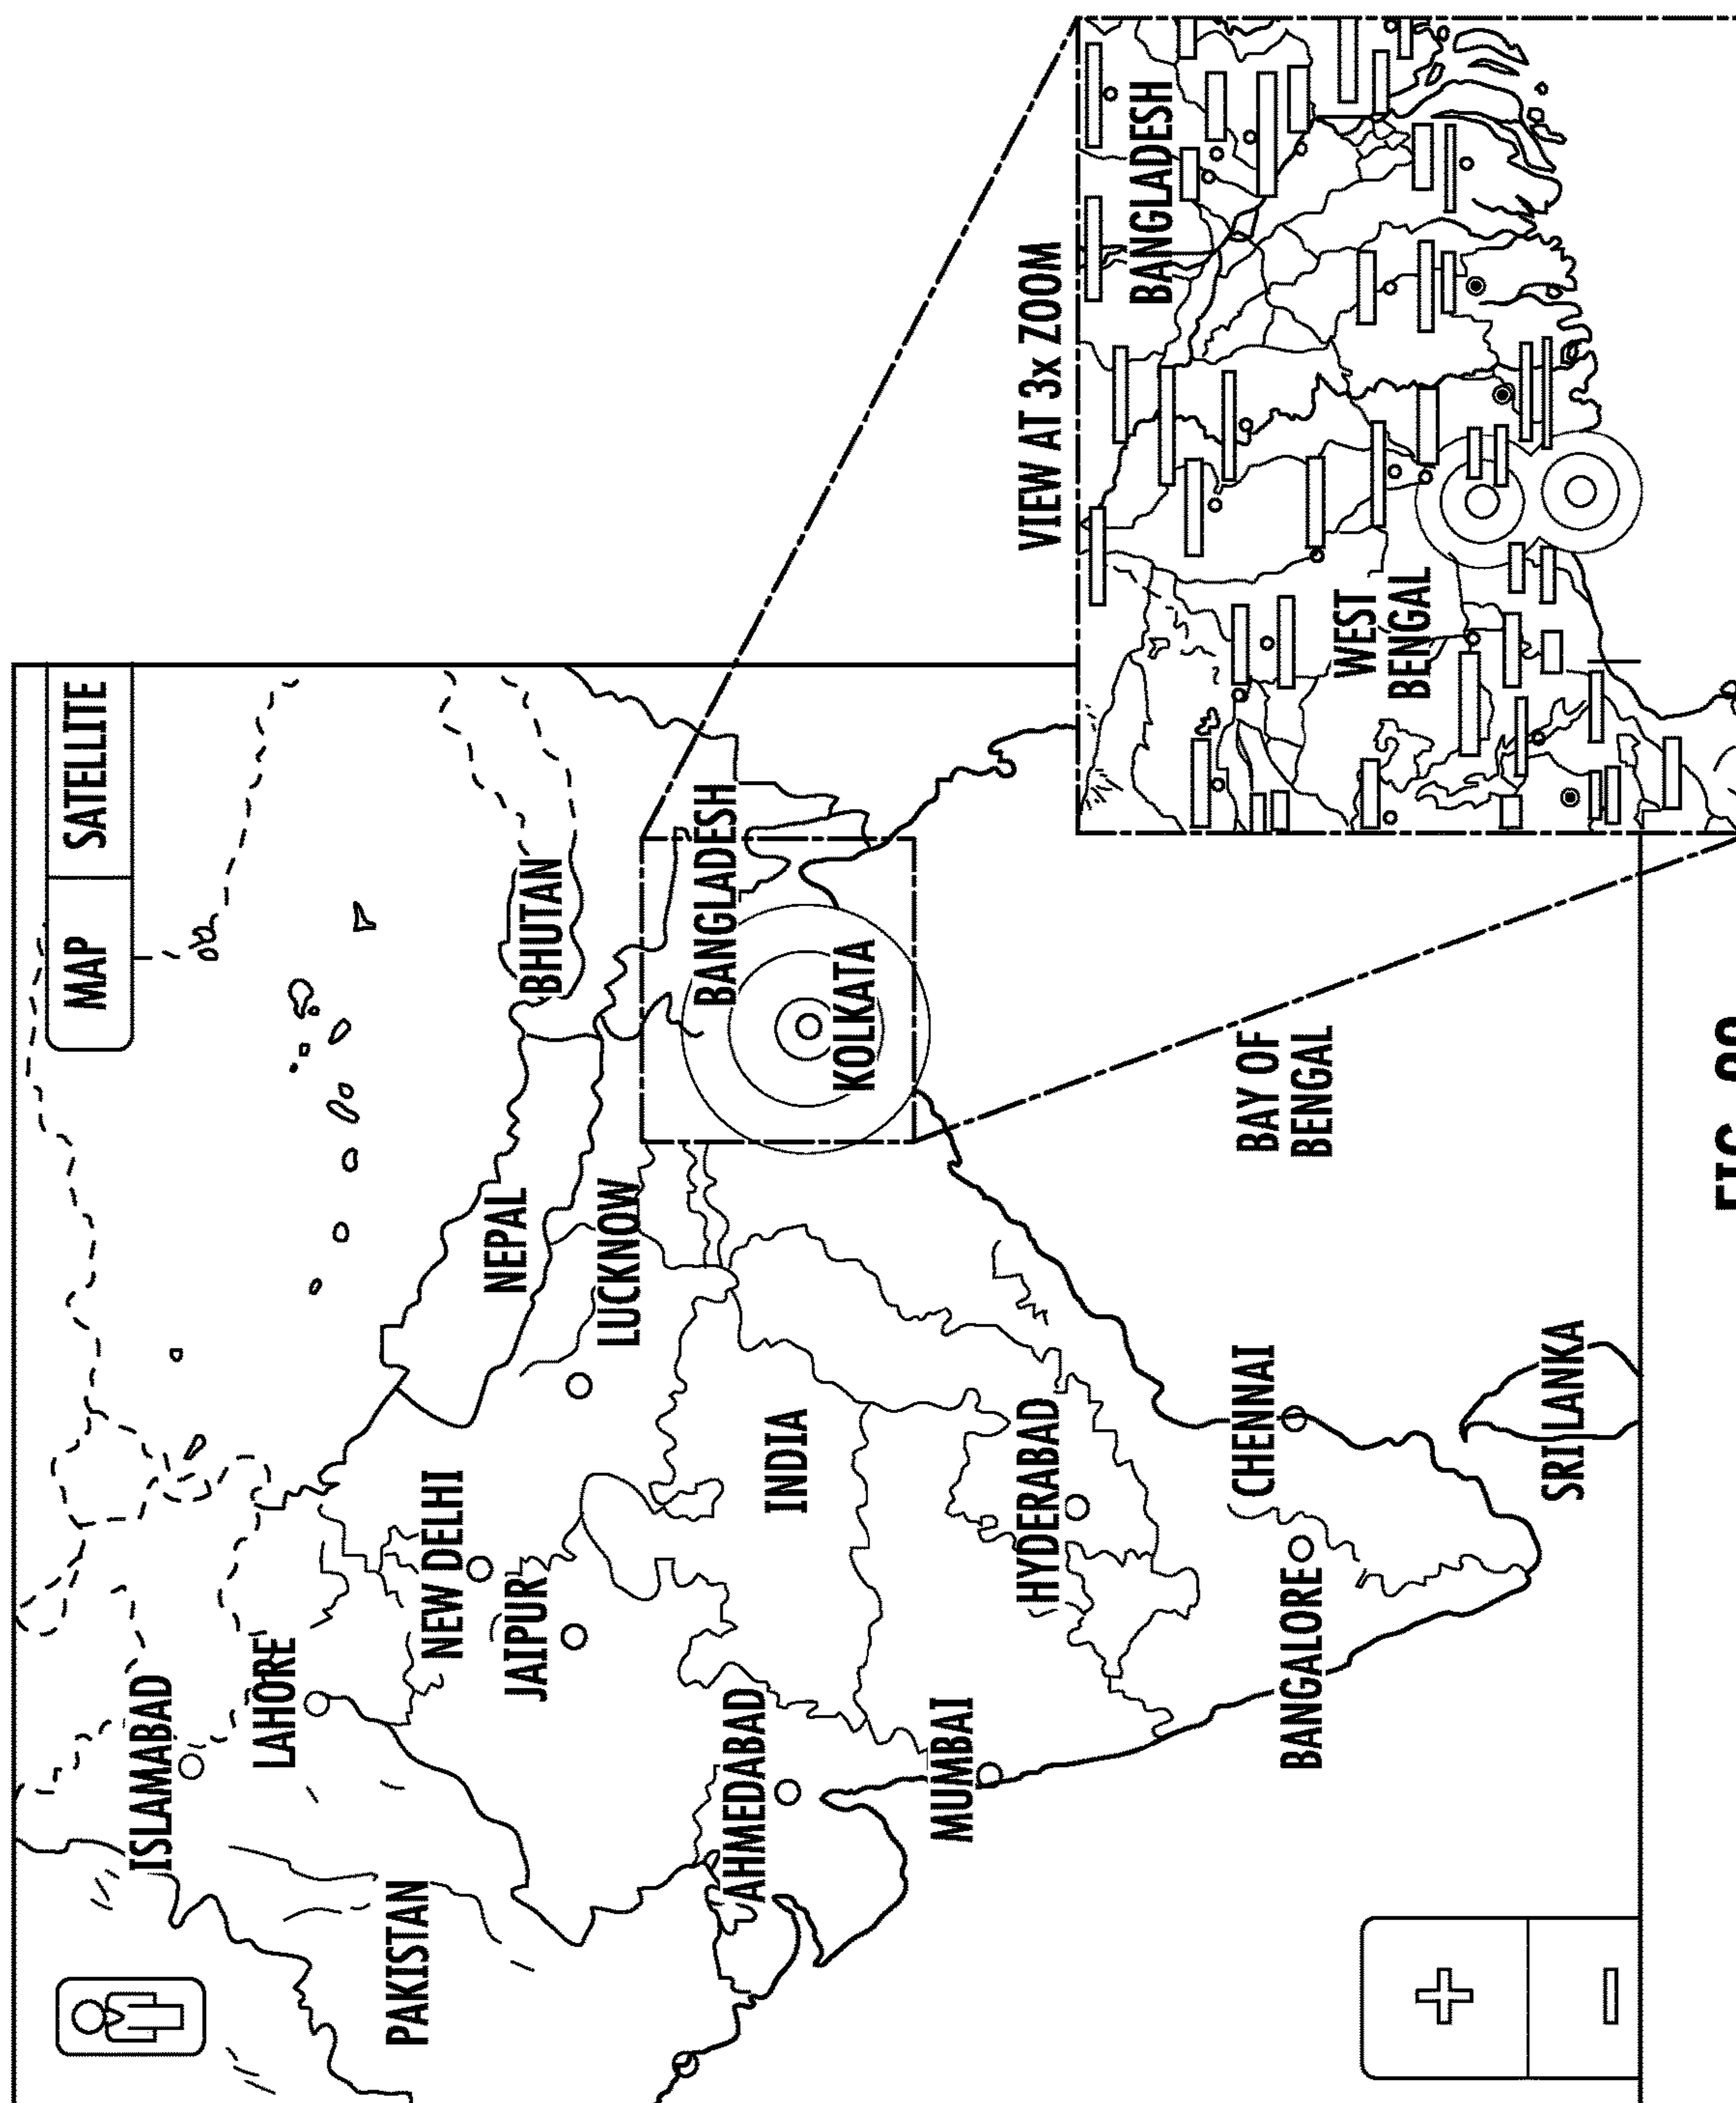 MAP
SATELLITE
ISLAMABAD
LAHORE
PAKISTAN
NEW DELHI
NEPAL
BHUTAN
JAIPUR
LUCKNOW
BANGLADESH
AHMEDABAD
INDIA
KOLKATA
MUMBAI
HYDERABAD
BAY OF
BENGAL
BANGALORE
CHENNAI
SRI LANKA
VIEW AT 3x ZOOM
BANGLADESH
WEST
BENGAL